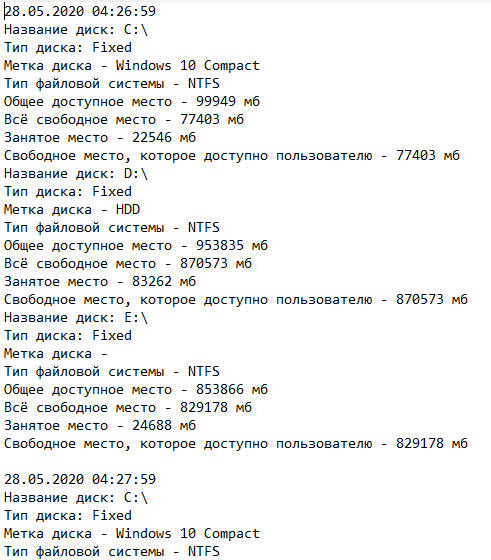 28.05.2020 04:26:59
Название диск: C:\
Тип диска: Fixed
Метка диска - Windows 10 Compact
Тип файловой системы - NTFS
Общее доступное место - 99949 мб
Всё свободное место - 77403 мб
Занятое место - 22546 мб
Свободное место, которое доступно пользователю - 77403 мб
Название диск: D:\
Тип диска: Fixed
Метка диска - HDD
Тип файловой системы - NTFS
Общее доступное место - 953835 мб
Всё свободное место - 870573 мб
Занятое место - 83262 мб
Свободное место, которое доступно пользователю - 870573 мб
Название диск: E:\
Тип диска: Fixed
Метка диска -
Тип файловой системы - NTFS
Общее доступное место - 853866 мб
Всё свободное место - 829178 мб
Занятое место - 24688 мб
Свободное место, которое доступно пользователю - 829178 мб
28.05.2020 04:27:59
Название диск: C:\
Тип диска: Fixed
Метка диска - Windows 10 Compact
Тип файловой системы - NTFS